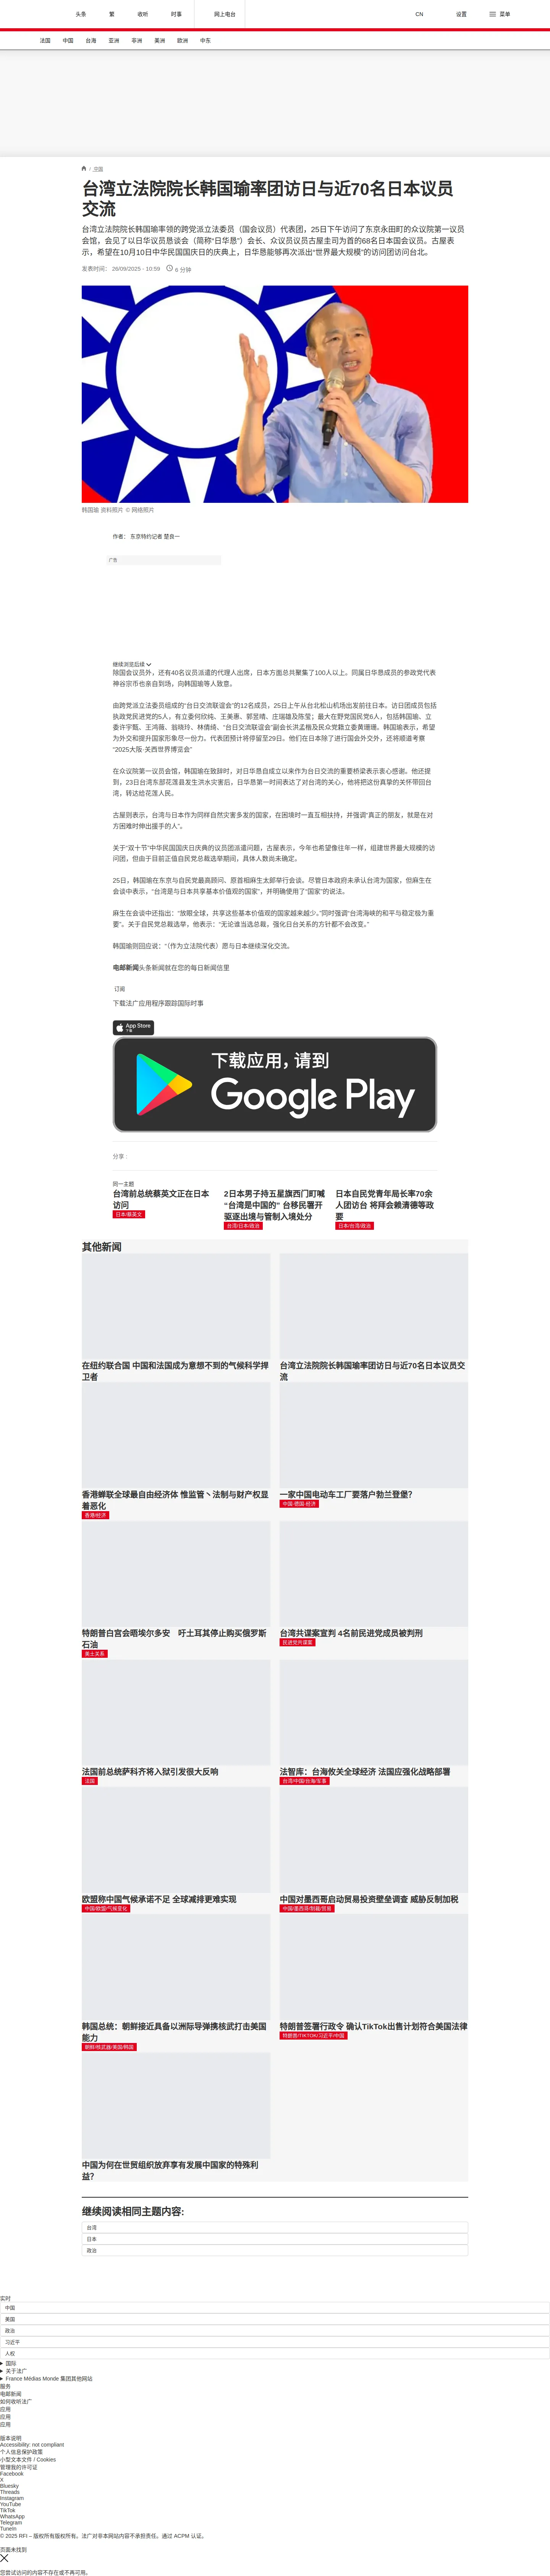 头条
繁
收听
时事
网上电台
CN
设置
菜单
法国
中国
台海
亚洲
非洲
美洲
欧洲
中东
/ 中国
台湾立法院院长韩国瑜率团访日与近70名日本议员
交流
台湾立法院院长韩国瑜率领的跨党派立法委员（国会议员）代表团，25日下午访问了东京永田町的众议院第一议员
会馆，会见了以日华议员恳谈会（简称“日华恳”）会长、众议员议员古屋圭司为首的68名日本国会议员。古屋表
示，希望在10月10日中华民国国庆日的庆典上，日华恳能够再次派出“世界最大规模”的访问团访问台北。
发表时间： 26/09/2025 - 10:59
6 分钟
韩国瑜 资料照片 © 网络照片
作者： 东京特约记者 楚良一
广告
继续浏览后续
除国会议员外，还有40名议员派遣的代理人出席，日本方面总共聚集了100人以上。同属日华恳成员的参政党代表
神谷宗币也亲自到场，向韩国瑜等人致意。
由跨党派立法委员组成的“台日交流联谊会”的12名成员，25日上午从台北松山机场出发前往日本。访日团成员包括
执政党民进党的5人，有立委何欣纯、王美惠、郭昱晴、庄瑞雄及陈莹；最大在野党国民党6人，包括韩国瑜、立
委许宇甄、王鸿薇、翁晓玲、林倩绮、“台日交流联谊会”副会长洪孟楷及民众党籍立委黄珊珊。韩国瑜表示，希望
为外交和提升国家形象尽一份力。代表团预计将停留至29日。他们在日本除了进行国会外交外，还将顺道考察
“2025大阪·关西世界博览会”
在众议院第一议员会馆，韩国瑜在致辞时，对日华恳自成立以来作为台日交流的重要桥梁表示衷心感谢。他还提
到，23日台湾东部花莲县发生洪水灾害后，日华恳第一时间表达了对台湾的关心，他将把这份真挚的关怀带回台
湾，转达给花莲人民。
古屋则表示，台湾与日本作为同样自然灾害多发的国家，在困境时一直互相扶持，并强调“真正的朋友，就是在对
方困难时伸出援手的人”。
关于“双十节”中华民国国庆日庆典的议员团派遣问题，古屋表示，今年也希望像往年一样，组建世界最大规模的访
问团，但由于目前正值自民党总裁选举期间，具体人数尚未确定。
25日，韩国瑜在东京与自民党最高顾问、原首相麻生太郎举行会谈。尽管日本政府未承认台湾为国家，但麻生在
会谈中表示，“台湾是与日本共享基本价值观的国家”，并明确使用了“国家”的说法。
麻生在会谈中还指出：“放眼全球，共享这些基本价值观的国家越来越少。”同时强调“台湾海峡的和平与稳定极为重
要”。关于自民党总裁选举，他表示：“无论谁当选总裁，强化日台关系的方针都不会改变。”
韩国瑜则回应说：“（作为立法院代表）愿与日本继续深化交流。
电邮新闻头条新闻就在您的每日新闻信里
订阅
下载法广应用程序跟踪国际时事
App Store
下载
下载应用，请到
Google Play
分享 :
同一主题
台湾前总统蔡英文正在日本
访问
日本/蔡英文
2日本男子持五星旗西门町喊
“台湾是中国的” 台移民署开
驱逐出境与管制入境处分
台湾/日本/政治
日本自民党青年局长率70余
人团访台 将拜会赖清德等政
要
日本/台湾/政治
其他新闻
在纽约联合国 中国和法国成为意想不到的气候科学捍
卫者
台湾立法院院长韩国瑜率团访日与近70名日本议员交
流
香港蝉联全球最自由经济体 惟监管丶法制与财产权显
着恶化
香港/经济
一家中国电动车工厂要落户勃兰登堡？
中国-德国-经济
特朗普白宫会晤埃尔多安　吁土耳其停止购买俄罗斯
石油
美土关系
台湾共谍案宣判 4名前民进党成员被判刑
民进党共谍案
法国前总统萨科齐将入狱引发很大反响
法国
法智库：台海攸关全球经济 法国应强化战略部署
台湾/中国/台海/军事
欧盟称中国气候承诺不足 全球减排更难实现
中国/欧盟/气候变化
中国对墨西哥启动贸易投资壁垒调查 威胁反制加税
中国/墨西哥/制裁/贸易
韩国总统：朝鲜接近具备以洲际导弹携核武打击美国
能力
朝鲜/核武器/美国/韩国
特朗普签署行政令 确认TikTok出售计划符合美国法律
特朗普/TIKTOK/习近平/中国
中国为何在世贸组织放弃享有发展中国家的特殊利
益?
继续阅读相同主题内容:
台湾
日本
政治
实时
中国
美国
政治
习近平
人权
国际
关于法广
France Médias Monde 集团其他网站
服务
电邮新闻
如何收听法广
应用
应用
应用
版本说明
Accessibility: not compliant
个人信息保护政策
小型文本文件 / Cookies
管理我的许可证
Facebook
X
Bluesky
Threads
Instagram
YouTube
TikTok
WhatsApp
Telegram
TuneIn
© 2025 RFI – 版权所有版权所有。法广对非本网站内容不承担责任。通过 ACPM 认证。
页面未找到
您尝试访问的内容不存在或不再可用。